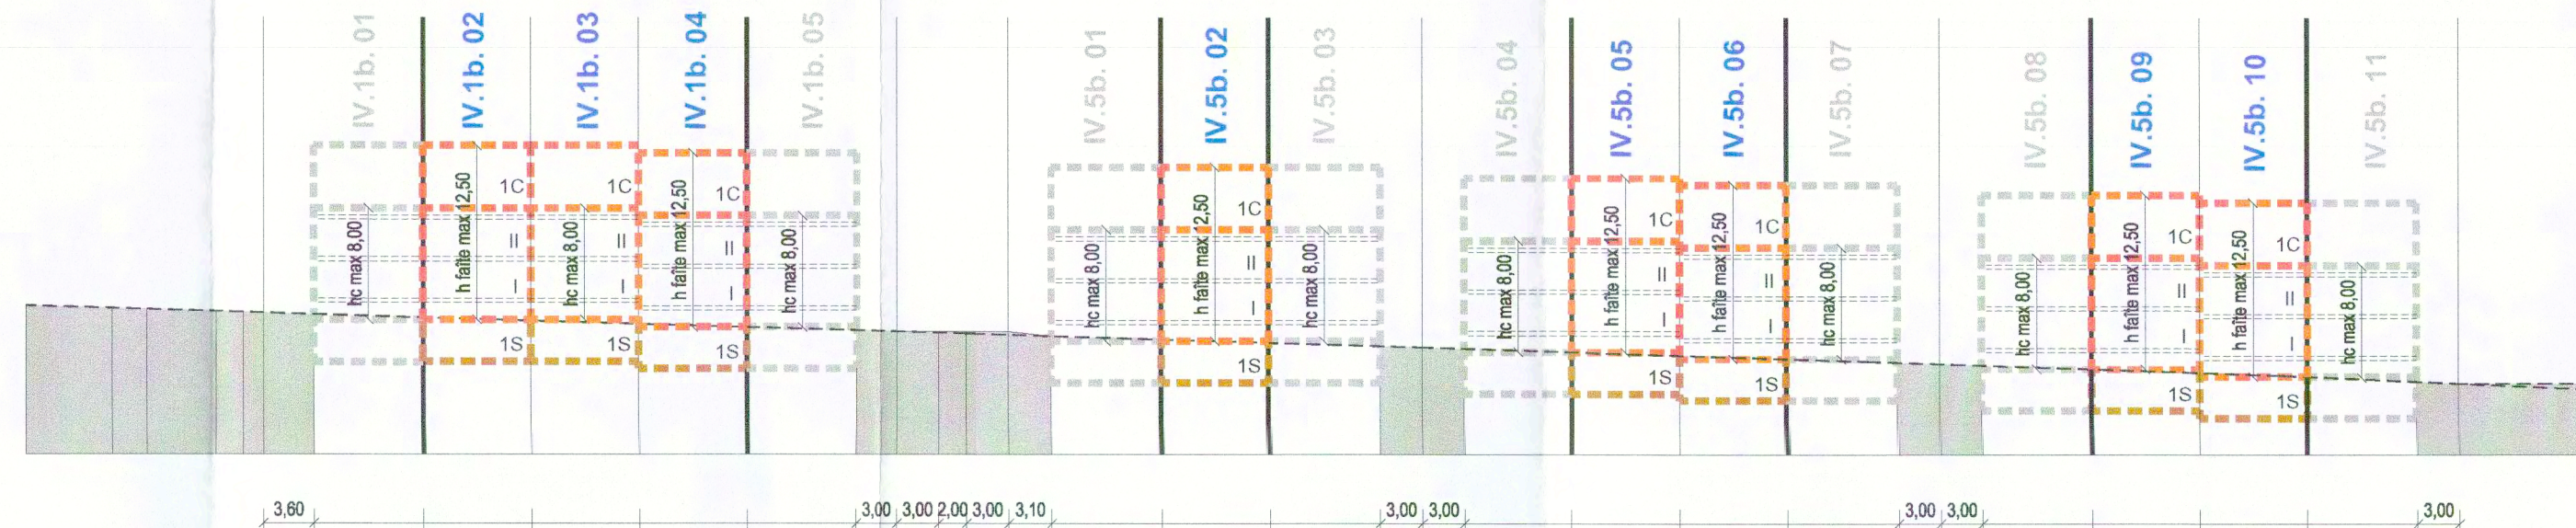 IV.1b. 01
IV.1b. 02
IV.1b. 03
IV.1b. 04
IV.1b. 05
IV.5b. 01
IV.5b. 02
IV.5b. 03
IV.5b. 04
IV.5b. 05
IV.5b. 06
IV.5b. 07
IV.5b. 08
IV.5b. 09
IV.5b. 10
IV.5b. 11
hc max 8,00
h faîte max 12,50
1C
II
I
1S
hc max 8,00
1C
II
I
1S
h faîte max 12,50
1C
II
I
1S
hc max 8,00
hc max 8,00
h faîte max 12,50
1C
II
I
1S
hc max 8,00
hc max 8,00
h faîte max 12,50
1C
II
I
1S
h faîte max 12,50
1C
II
I
1S
hc max 8,00
hc max 8,00
h faîte max 12,50
1C
II
I
1S
h faîte max 12,50
1C
II
I
1S
hc max 8,00
3,60 3,00 3,00 2,00 3,00 3,10 3,00 3,00 3,00 3,00 3,00